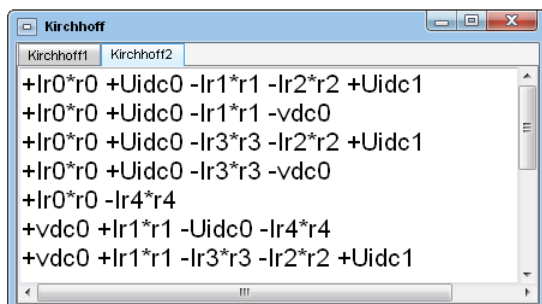 Kirchhoff
Kirchhoff1 Kirchhoff2
+Ir0*r0 +Uidc0 -Ir1*r1 -Ir2*r2 +Uidc1
+Ir0*r0 +Uidc0 -Ir1*r1 -vdc0
+Ir0*r0 +Uidc0 -Ir3*r3 -Ir2*r2 +Uidc1
+Ir0*r0 +Uidc0 -Ir3*r3 -vdc0
+Ir0*r0 -Ir4*r4
+vdc0 +Ir1*r1 -Uidc0 -Ir4*r4
+vdc0 +Ir1*r1 -Ir3*r3 -Ir2*r2 +Uidc1